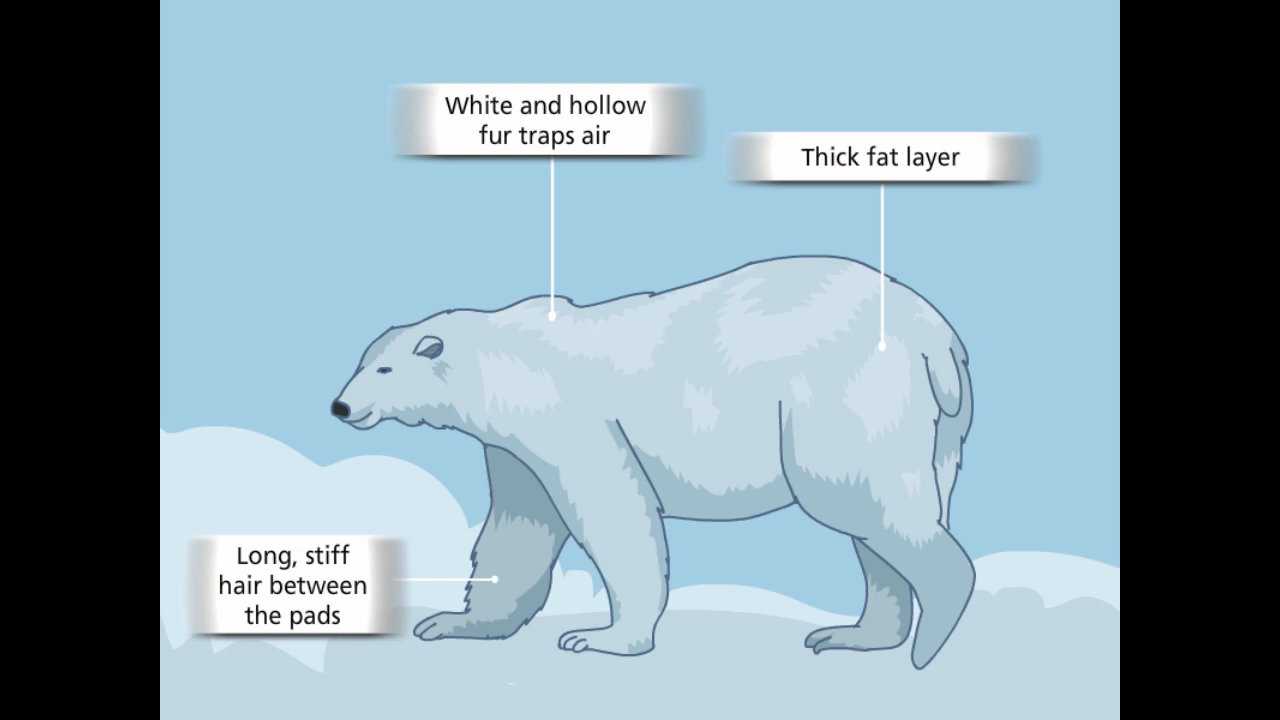 White and hollow
fur traps air
Thick fat layer
Long, stiff
hair between
the pads